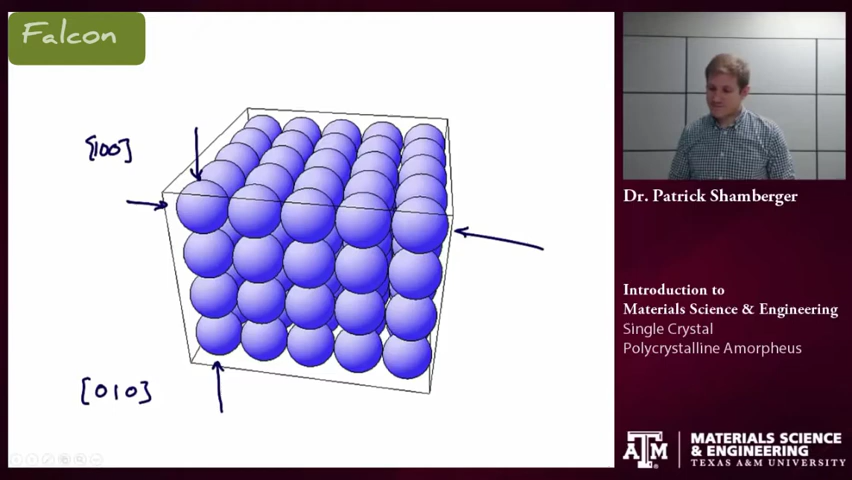 Falcon
[100]
[010]
Dr. Patrick Shamberger
Introduction to
Materials Science & Engineering
Single Crystal
Polycrystalline Amorpheus
ATM
MATERIALS SCIENCE
& ENGINEERING
TEXAS A&M UNIVERSITY